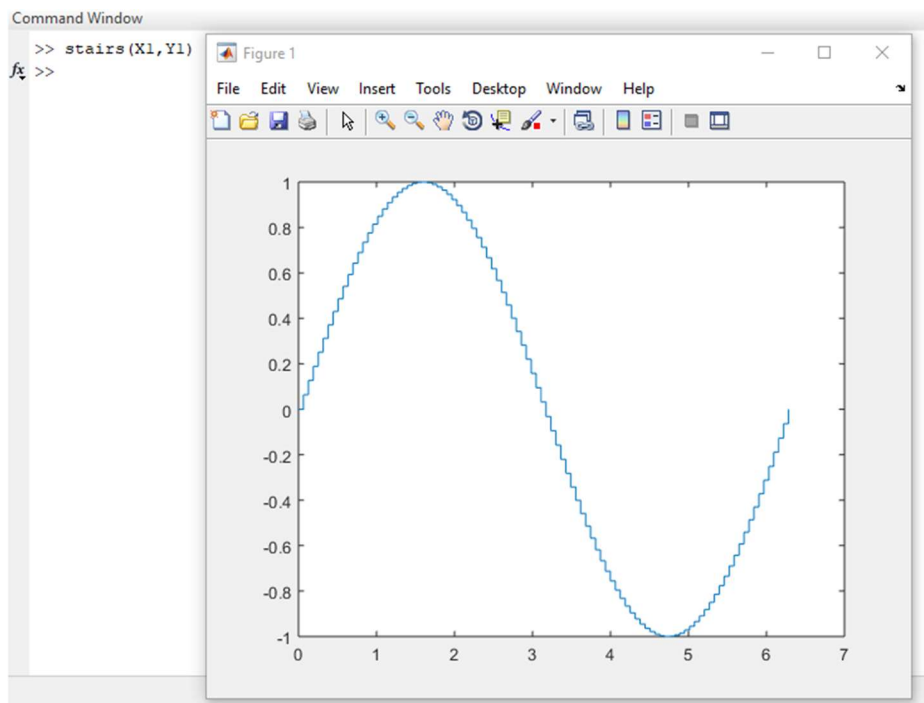 Command Window
>> stairs(X1,Y1)
fx >>
Figure 1
File Edit View Insert Tools Desktop Window Help
1
0.8
0.6
0.4
0.2
0
-0.2
-0.4
-0.6
-0.8
-1
0 1 2 3 4 5 6 7